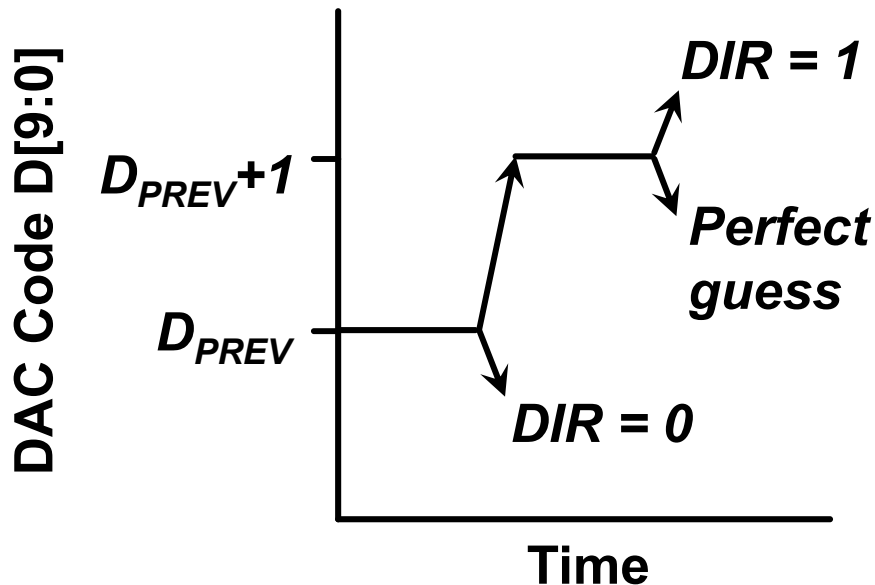 DAC Code D[9:0]
DIR = 1
DPREV+1
Perfect
guess
DPREV
DIR = 0
Time